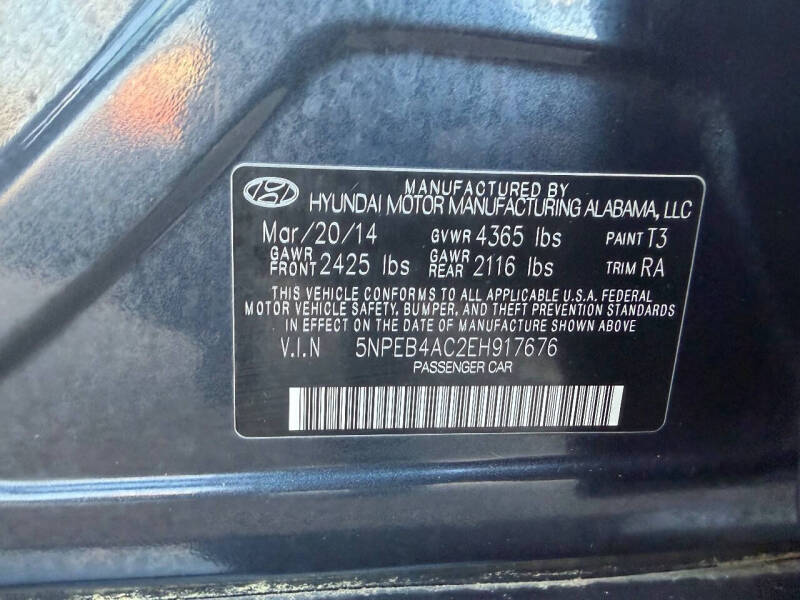 MANUFACTURED BY
HYUNDAI MOTOR MANUFACTURING ALABAMA, LLC
Mar/20/14 GVWR 4365 lbs PAINT T3
GAWR FRONT 2425 lbs GAWR REAR 2116 lbs TRIM RA
THIS VEHICLE CONFORMS TO ALL APPLICABLE U.S.A. FEDERAL
MOTOR VEHICLE SAFETY, BUMPER, AND THEFT PREVENTION STANDARDS
IN EFFECT ON THE DATE OF MANUFACTURE SHOWN ABOVE
V.I.N 5NPEB4AC2EH917676
PASSENGER CAR